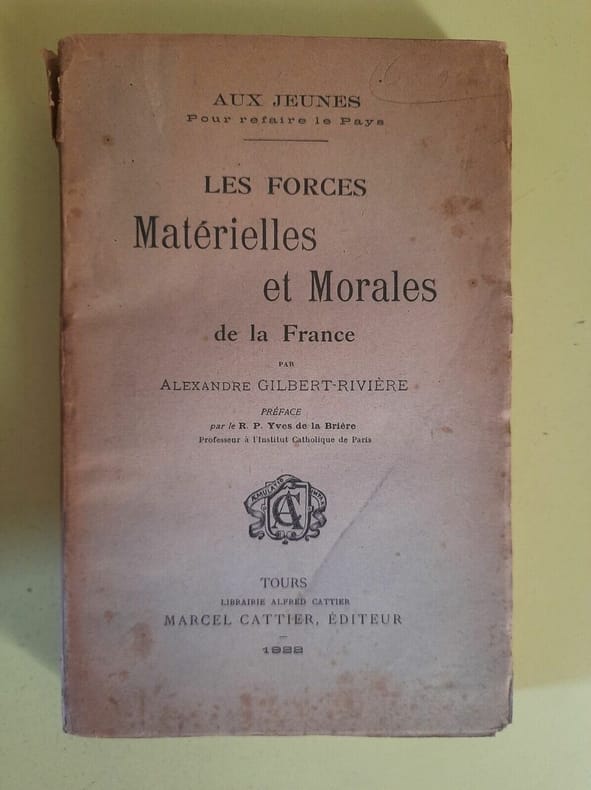 AUX JEUNES
Pour refaire le Pays
LES FORCES
Matérielles
et Morales
de la France
PAR
ALEXANDRE GILBERT-RIVIÈRE
PRÉFACE
par le R. P. Yves de la Brière
Professeur à l'Institut Catholique de Paris
AC
TOURS
LIBRAIRIE ALFRED CATTIER
MARCEL CATTIER, ÉDITEUR
1922